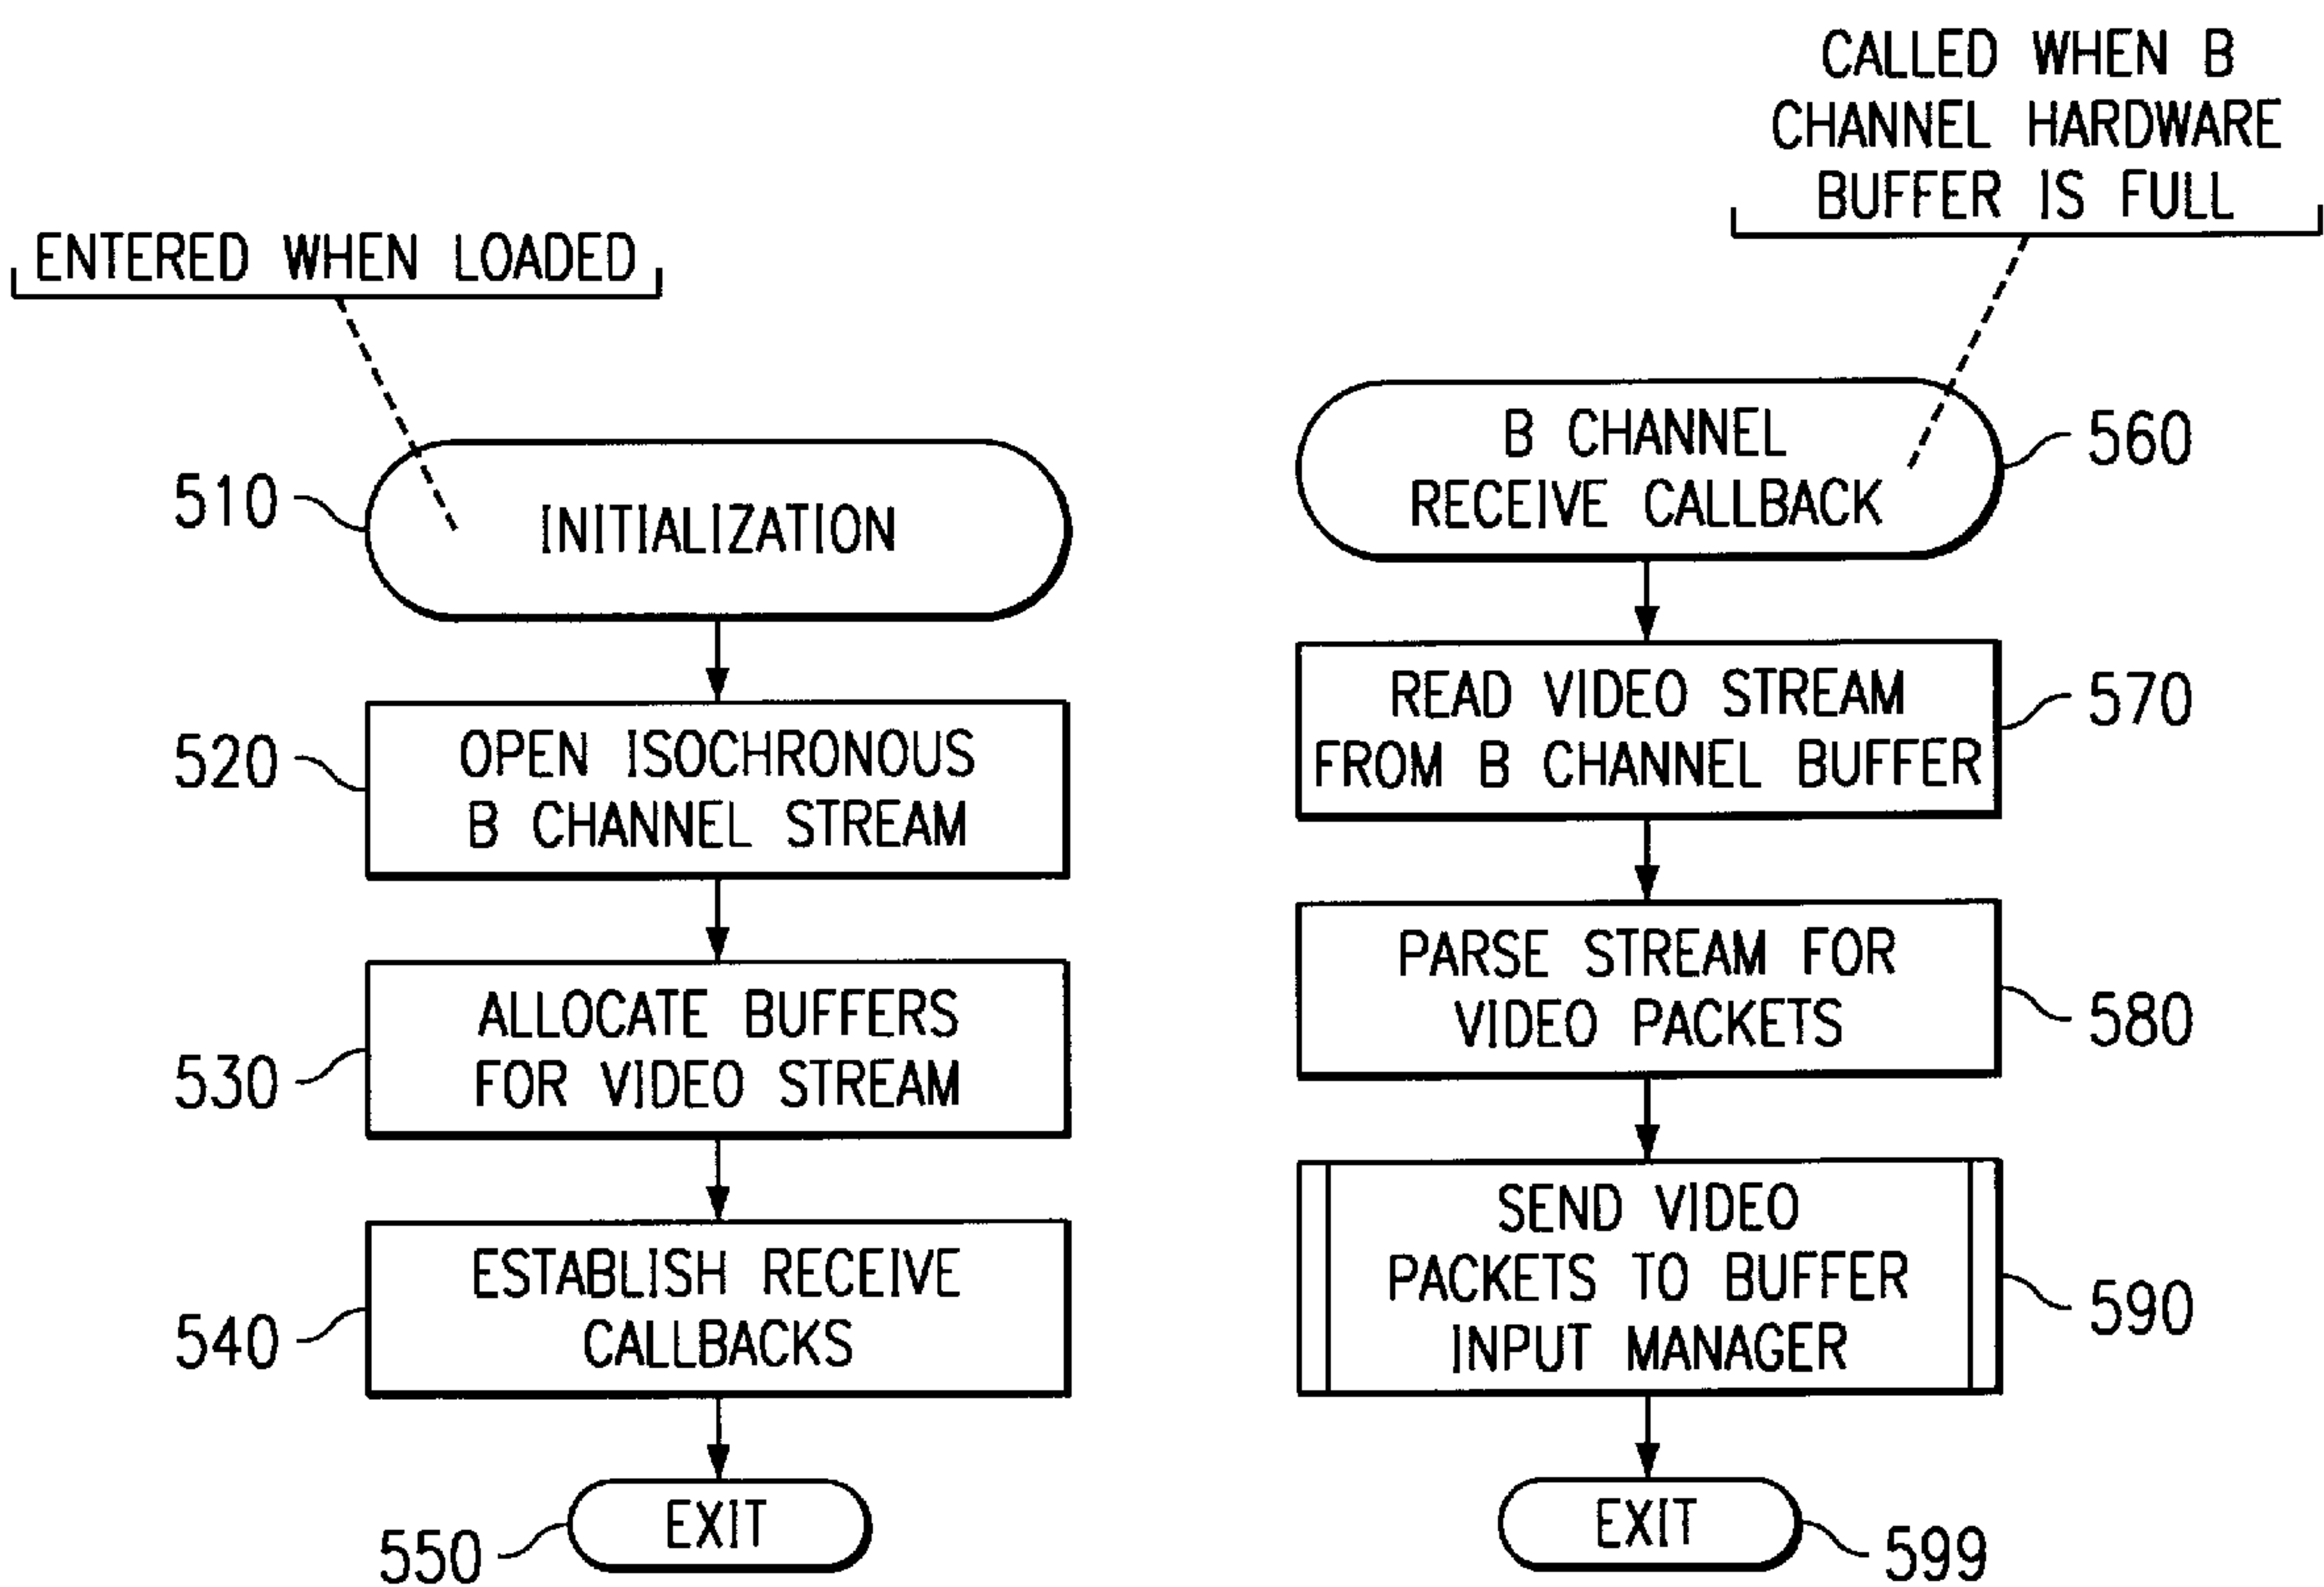 ENTERED WHEN LOADED
510
INITIALIZATION
520
OPEN ISOCHRONOUS
B CHANNEL STREAM
530
ALLOCATE BUFFERS
FOR VIDEO STREAM
540
ESTABLISH RECEIVE
CALLBACKS
550
EXIT
CALLED WHEN B
CHANNEL HARDWARE
BUFFER IS FULL
B CHANNEL
RECEIVE CALLBACK
560
READ VIDEO STREAM
FROM B CHANNEL BUFFER
570
PARSE STREAM FOR
VIDEO PACKETS
580
SEND VIDEO
PACKETS TO BUFFER
INPUT MANAGER
590
EXIT
599